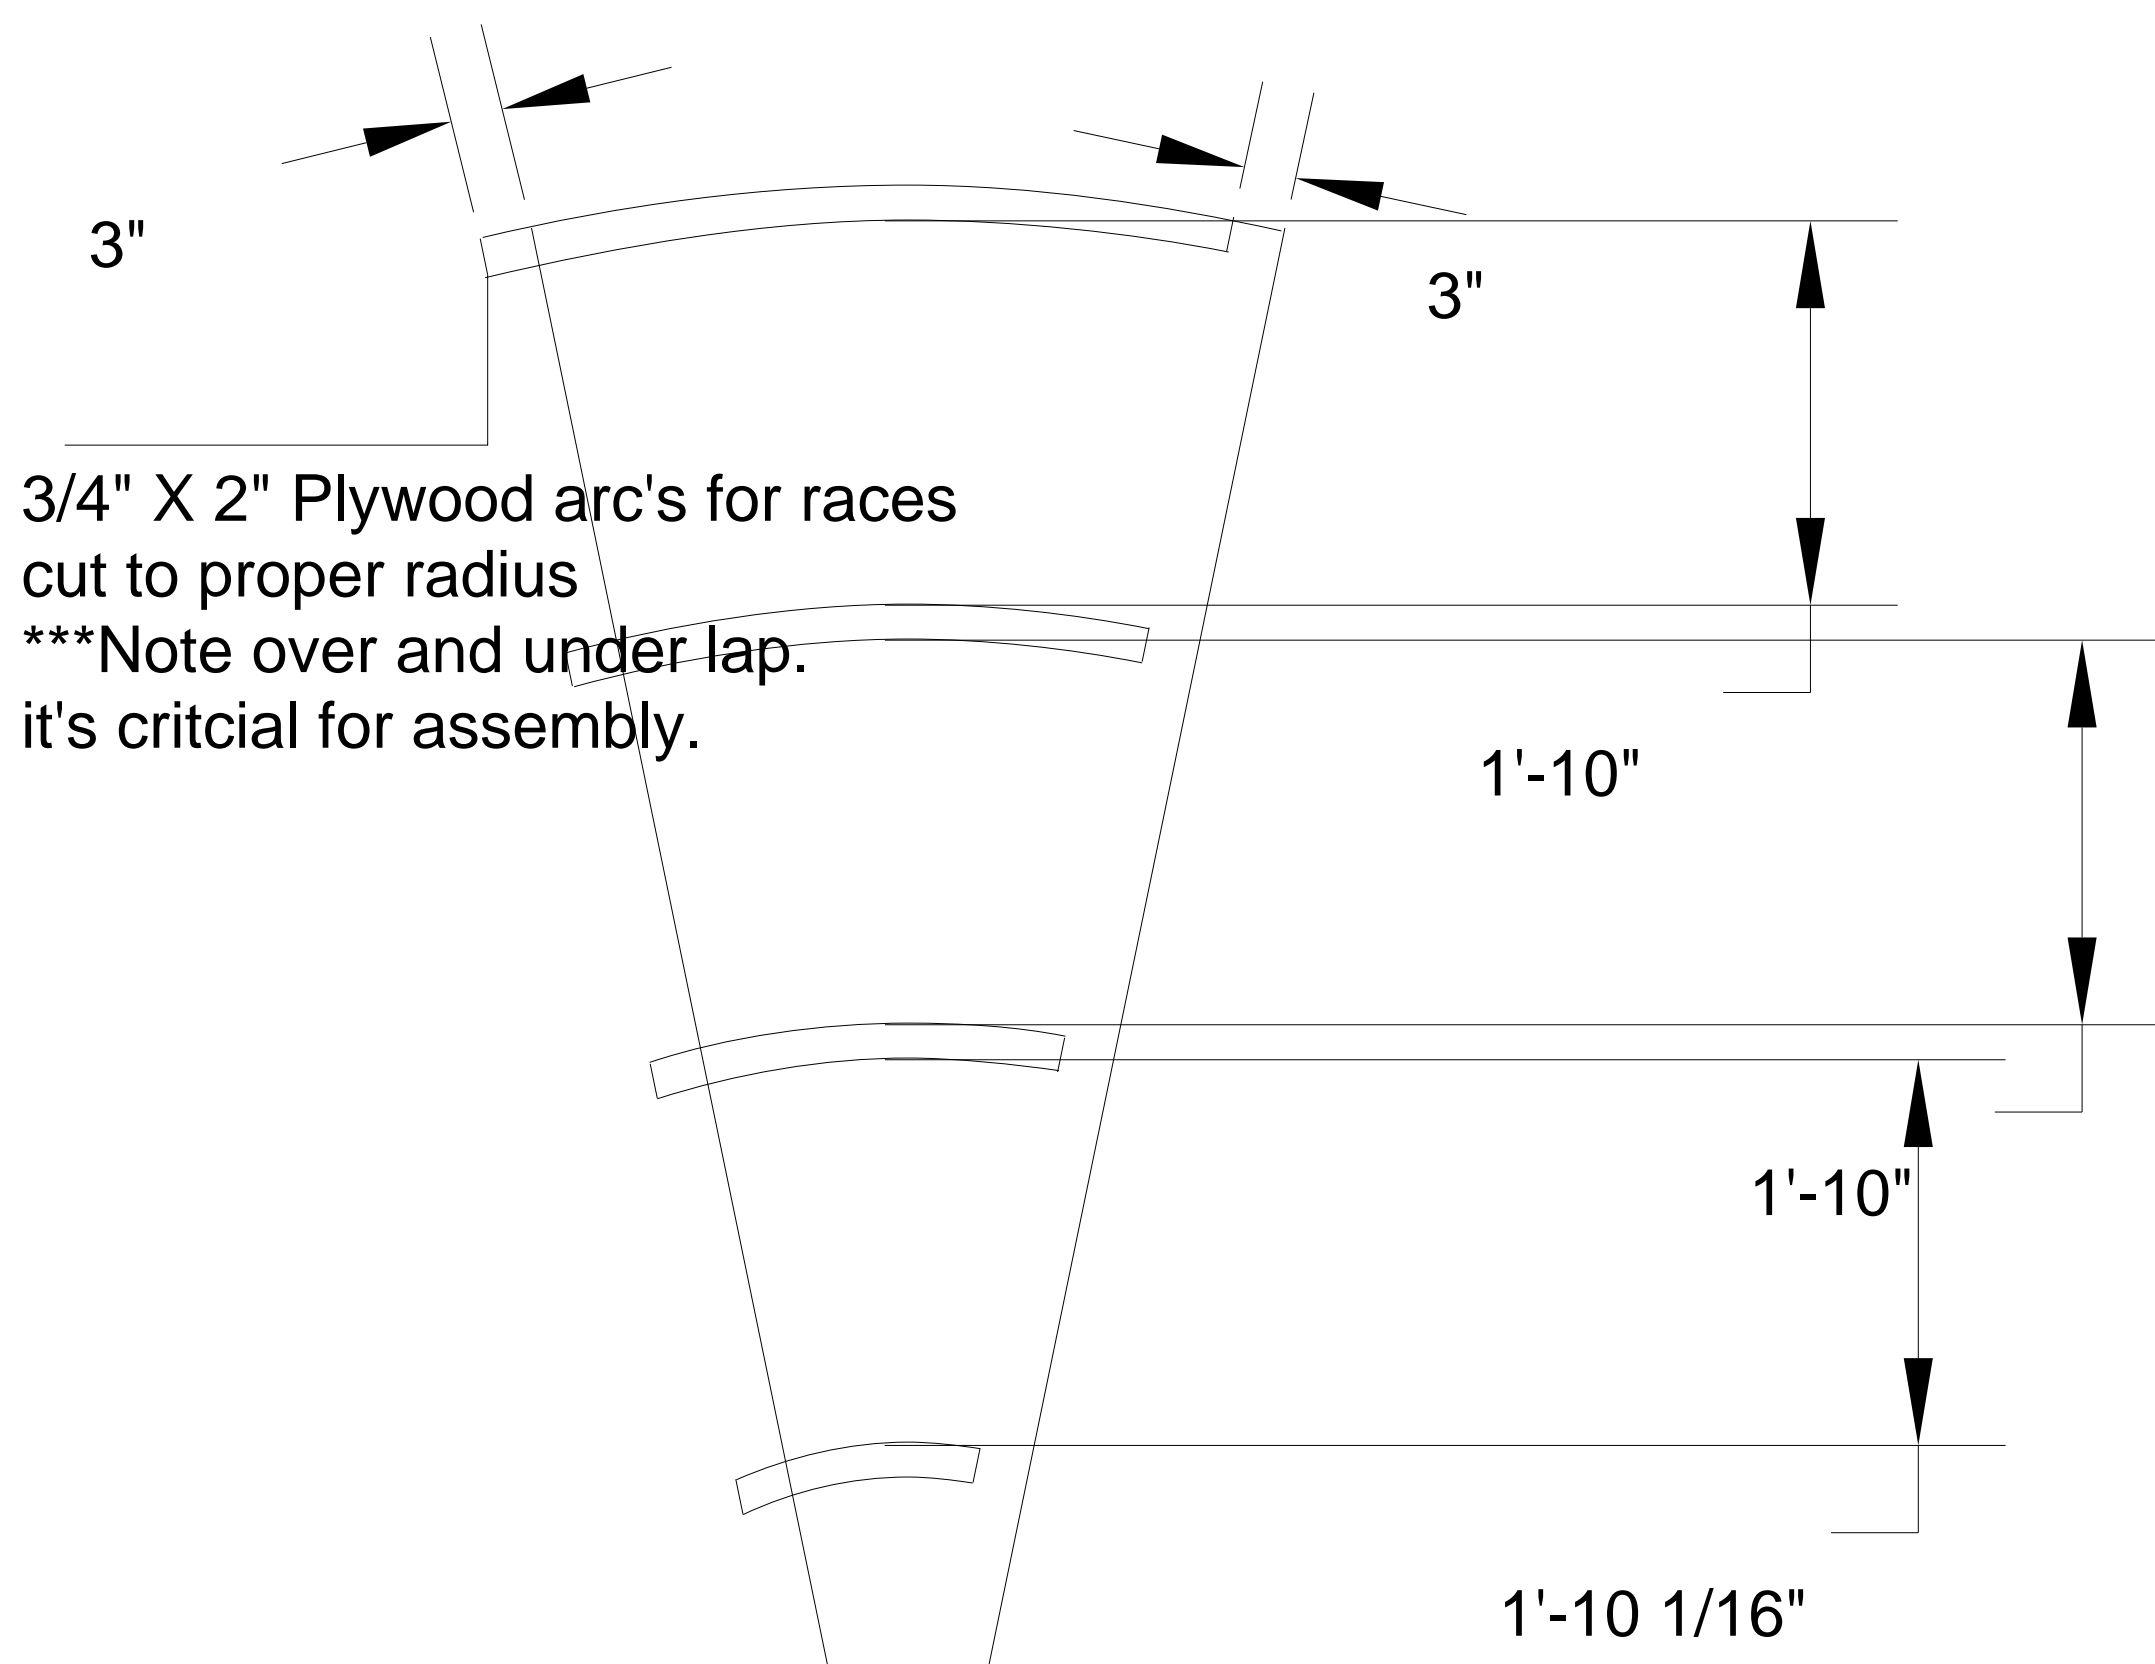 3"
3"
3/4" X 2" Plywood arc's for races
cut to proper radius
***Note over and under lap.
it's critcial for assembly.
1'-10"
1'-10"
1'-10 1/16"